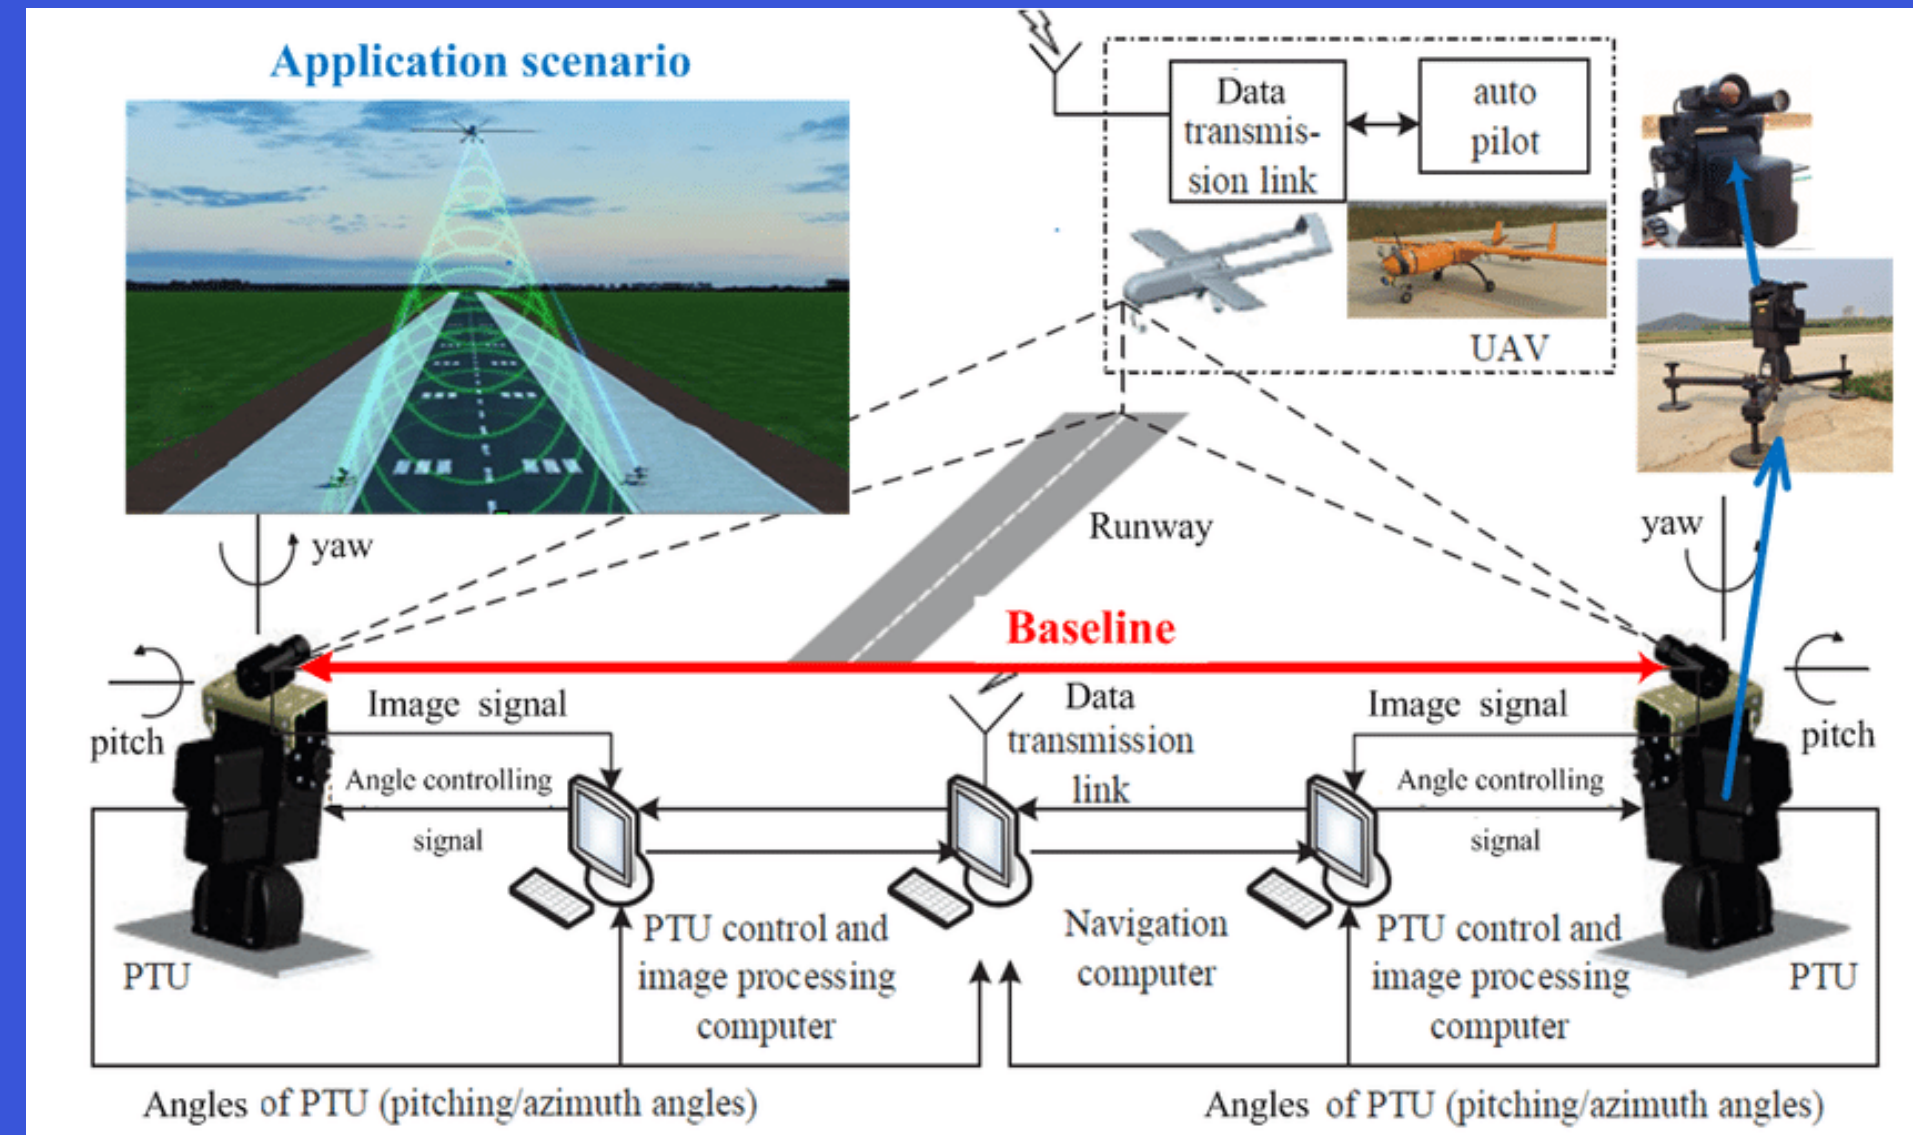 Application scenario
Data
transmis-
sion link
auto
pilot
UAV
yaw
Runway
yaw
Baseline
pitch
Image signal
Data
transmission
link
Image signal
pitch
Angle controlling
signal
Angle controlling
signal
PTU
PTU control and
image processing
computer
Navigation
computer
PTU control and
image processing
computer
PTU
Angles of PTU (pitching/azimuth angles)
Angles of PTU (pitching/azimuth angles)